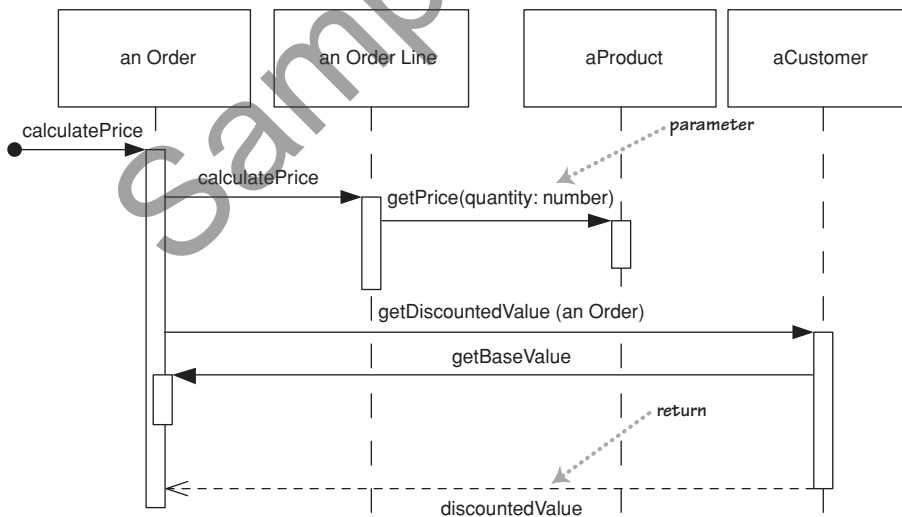 an Order
an Order Line
aProduct
aCustomer
calculatePrice
parameter
calculatePrice
getPrice(quantity: number)
getDiscountedValue (an Order)
getBaseValue
return
discountedValue